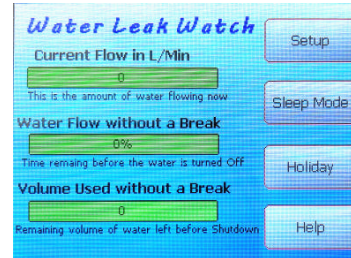 Water Leak Watch
Current Flow in L/Min
0
This is the amount of water flowing now
Water Flow without a Break
0%
Time remaing before the water is turned Off
Volume Used without a Break
0
Remaining volume of water left before Shutdown
Setup
Sleep Mode
Holiday
Help